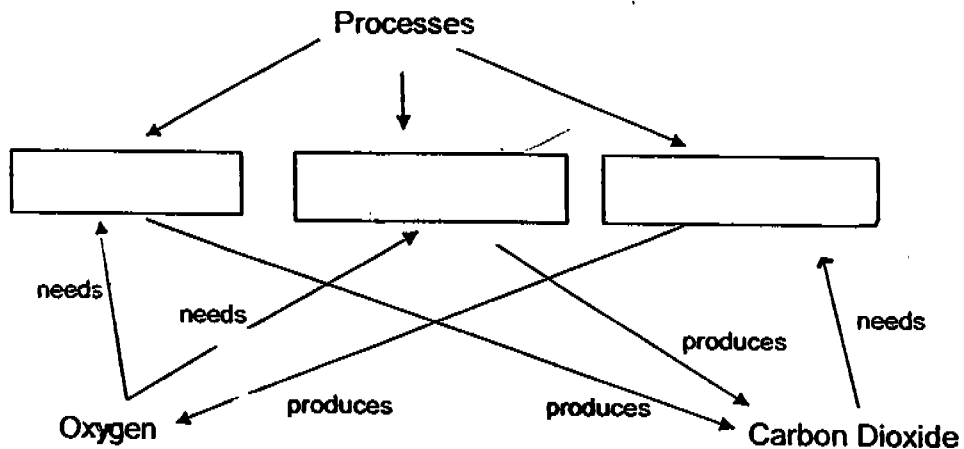 Processes
needs
needs
produces
needs
produces
produces
Oxygen
Carbon Dioxide